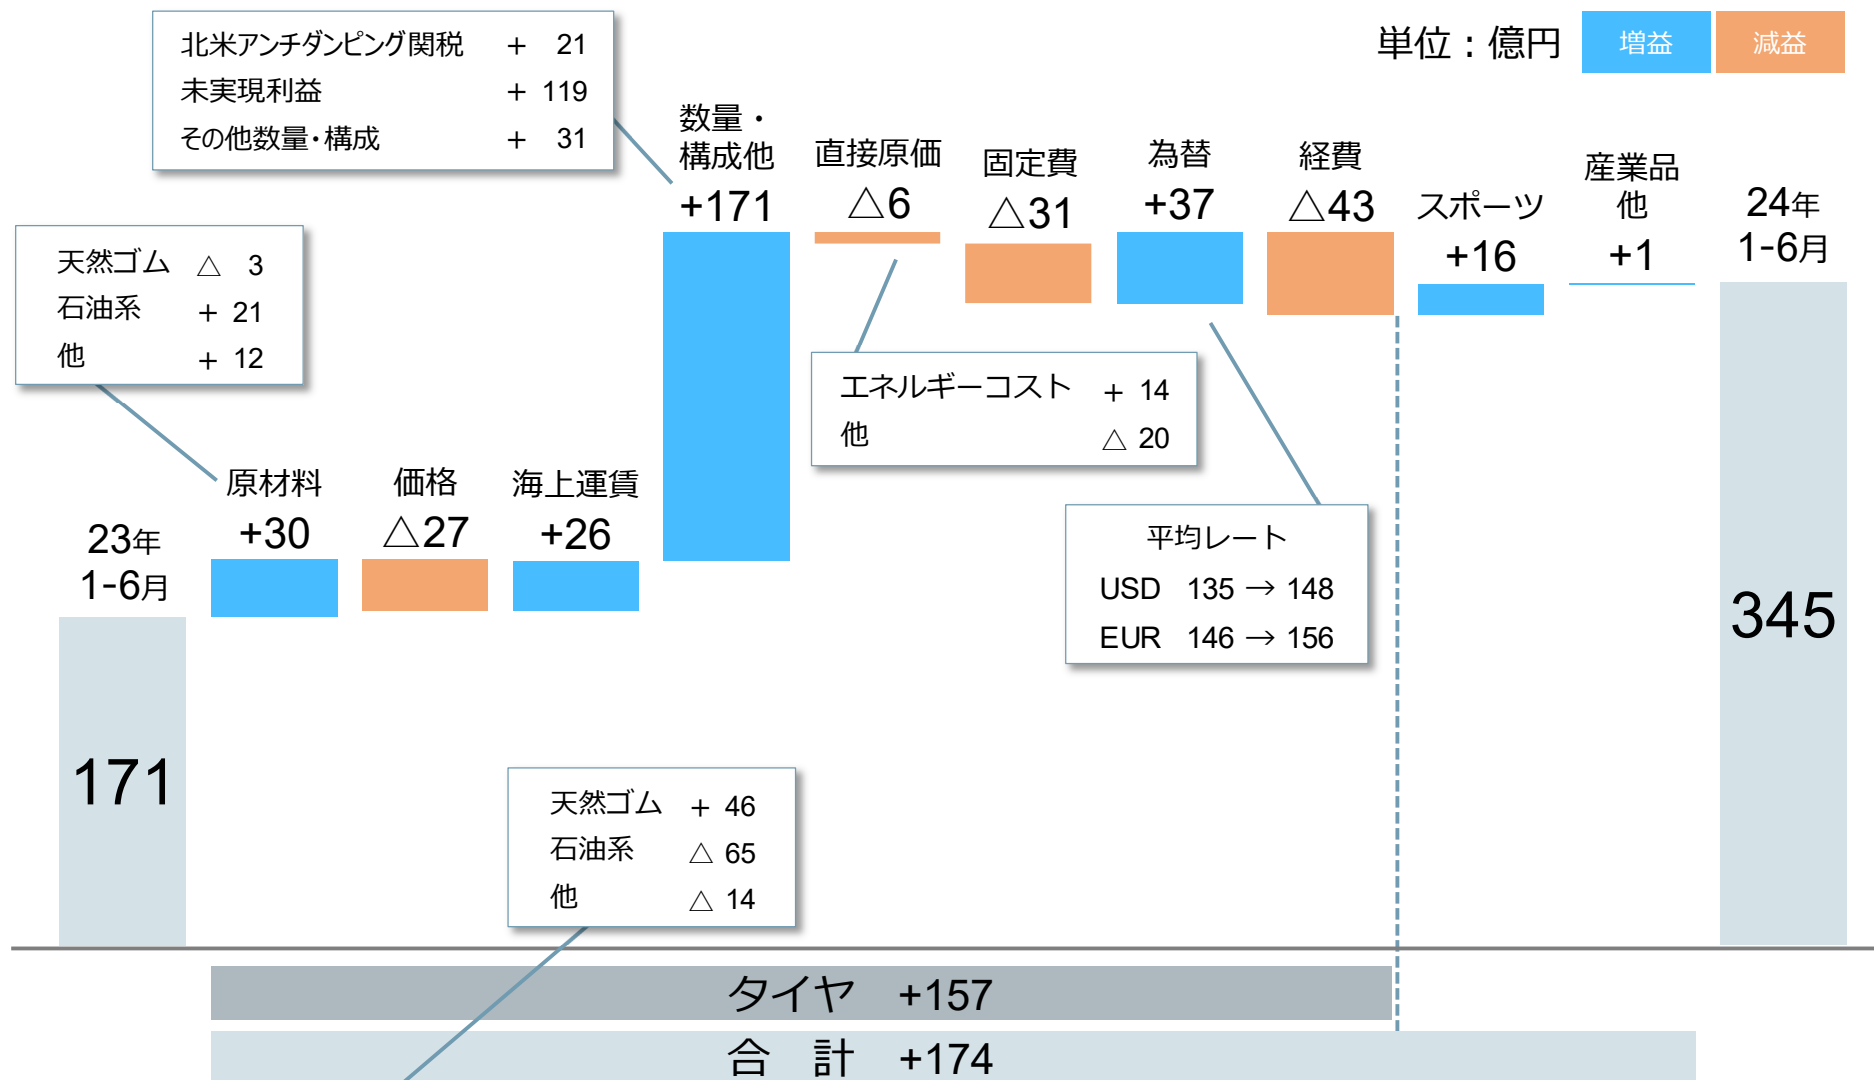 単位：億円 増益 減益
北米アンチダンピング関税 + 21
未実現利益 + 119
その他数量・構成 + 31
天然ゴム △ 3
石油系 + 21
他 + 12
23年
1-6月
171
原材料
+30
価格
△27
海上運賃
+26
数量・
構成他
+171
直接原価
△6
固定費
△31
為替
+37
経費
△43
スポーツ
+16
産業品
他
+1
24年
1-6月
345
エネルギーコスト + 14
他 △ 20
平均レート
USD 135 → 148
EUR 146 → 156
天然ゴム + 46
石油系 △ 65
他 △ 14
タイヤ +157
合 計 +174